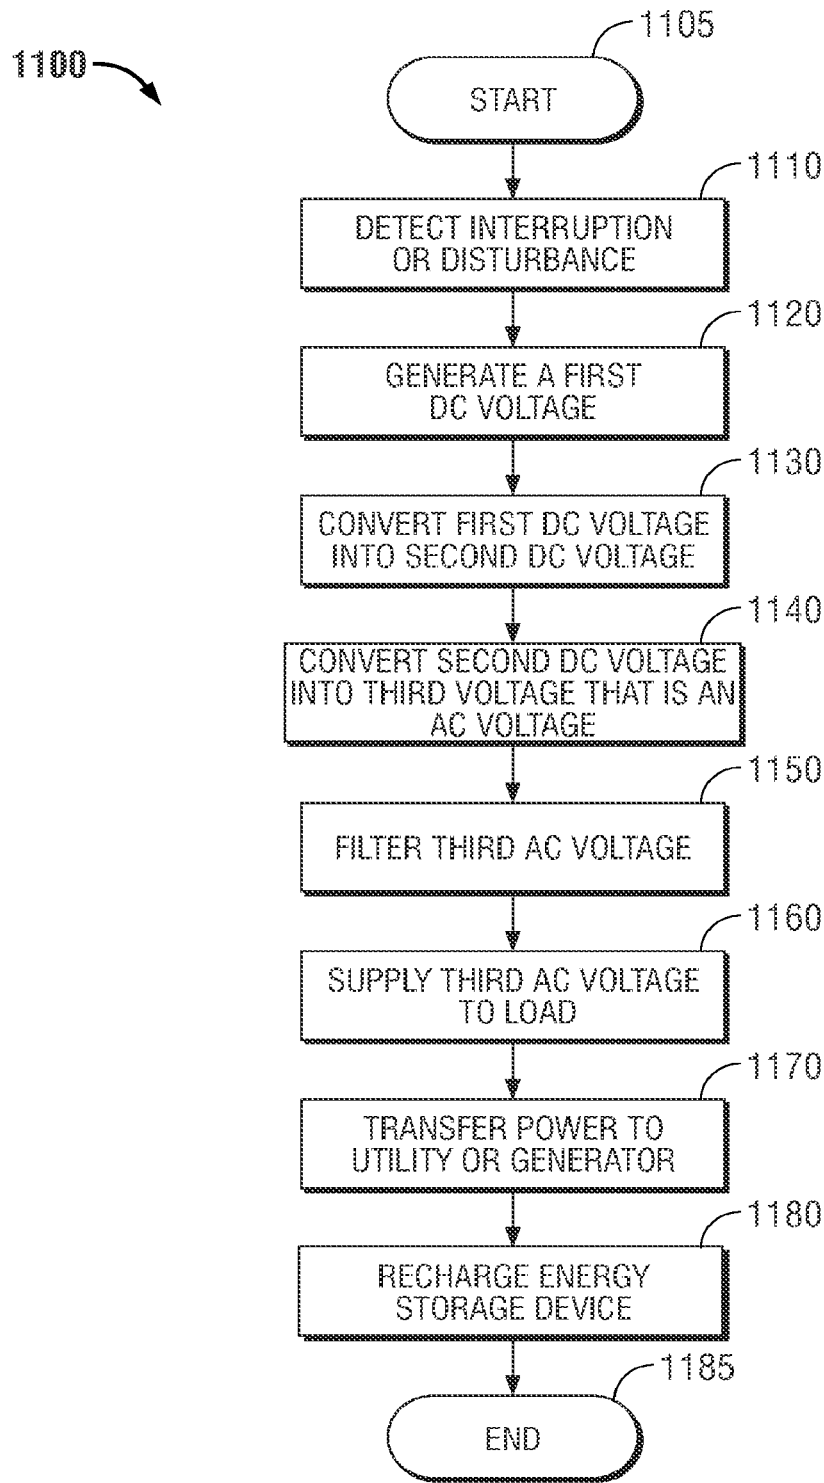 1100
1105
START
1110
DETECT INTERRUPTION
OR DISTURBANCE
1120
GENERATE A FIRST
DC VOLTAGE
1130
CONVERT FIRST DC VOLTAGE
INTO SECOND DC VOLTAGE
1140
CONVERT SECOND DC VOLTAGE
INTO THIRD VOLTAGE THAT IS AN
AC VOLTAGE
1150
FILTER THIRD AC VOLTAGE
1160
SUPPLY THIRD AC VOLTAGE
TO LOAD
1170
TRANSFER POWER TO
UTILITY OR GENERATOR
1180
RECHARGE ENERGY
STORAGE DEVICE
1185
END